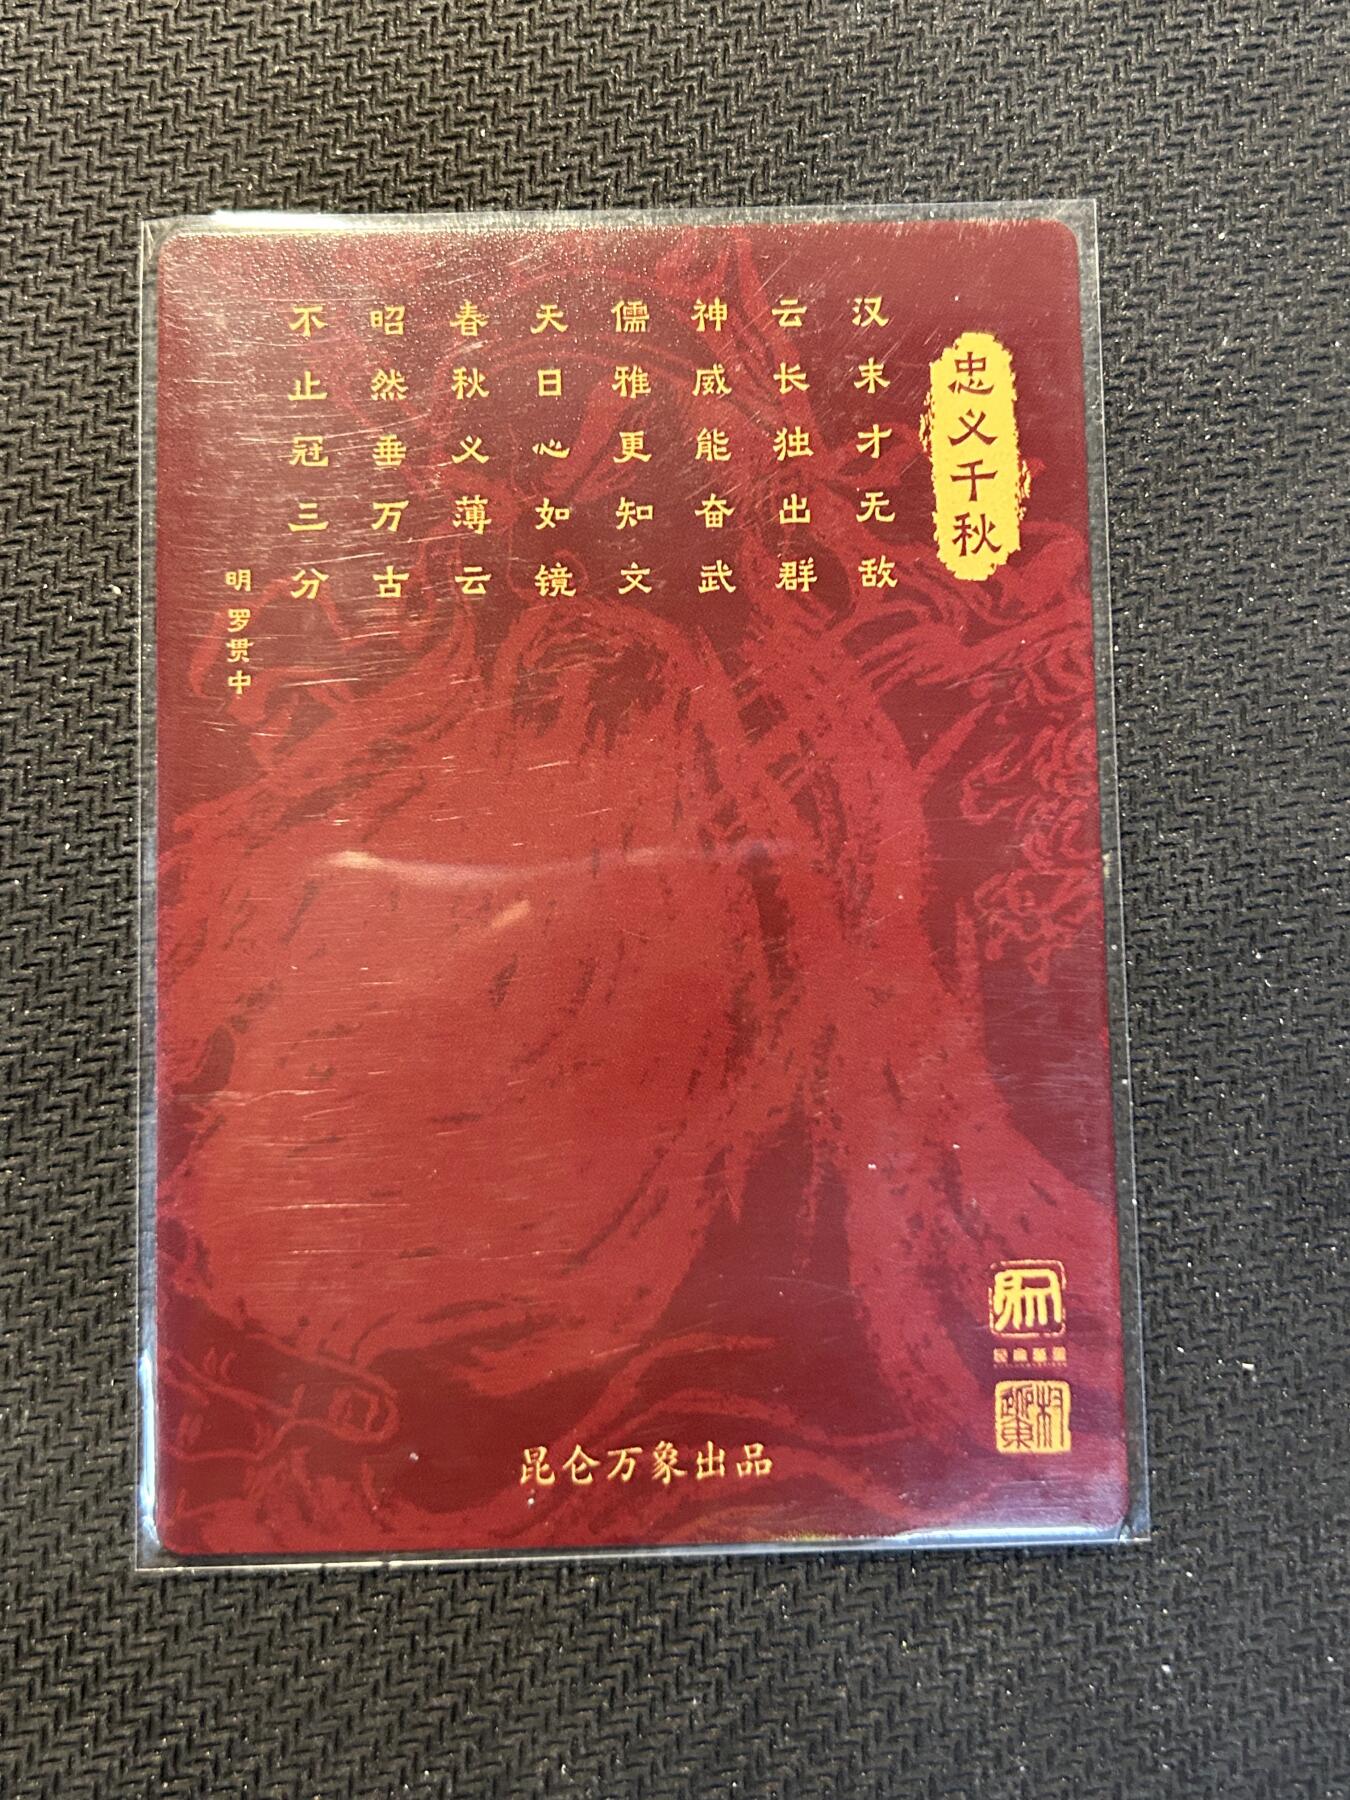 忠义千秋
汉末才无敌
云长独出群
神威能奋武
儒雅更知文
天日心如镜
春秋义薄云
昭然垂万古
不止冠三分
明 罗贯中
昆仑万象出品